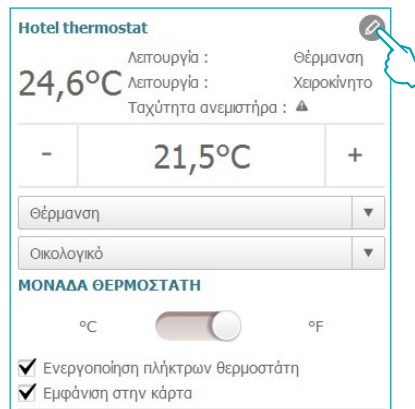 Hotel thermostat
24,6°C
Λειτουργία : Θέρμανση
Λειτουργία : Χειροκίνητο
Ταχύτητα ανεμιστήρα :
- 21,5°C +
Θέρμανση
Οικολογικό
ΜΟΝΑΔΑ ΘΕΡΜΟΣΤΑΤΗ
°C °F
Ενεργοποίηση πλήκτρων θερμοστάτη
Εμφάνιση στην κάρτα